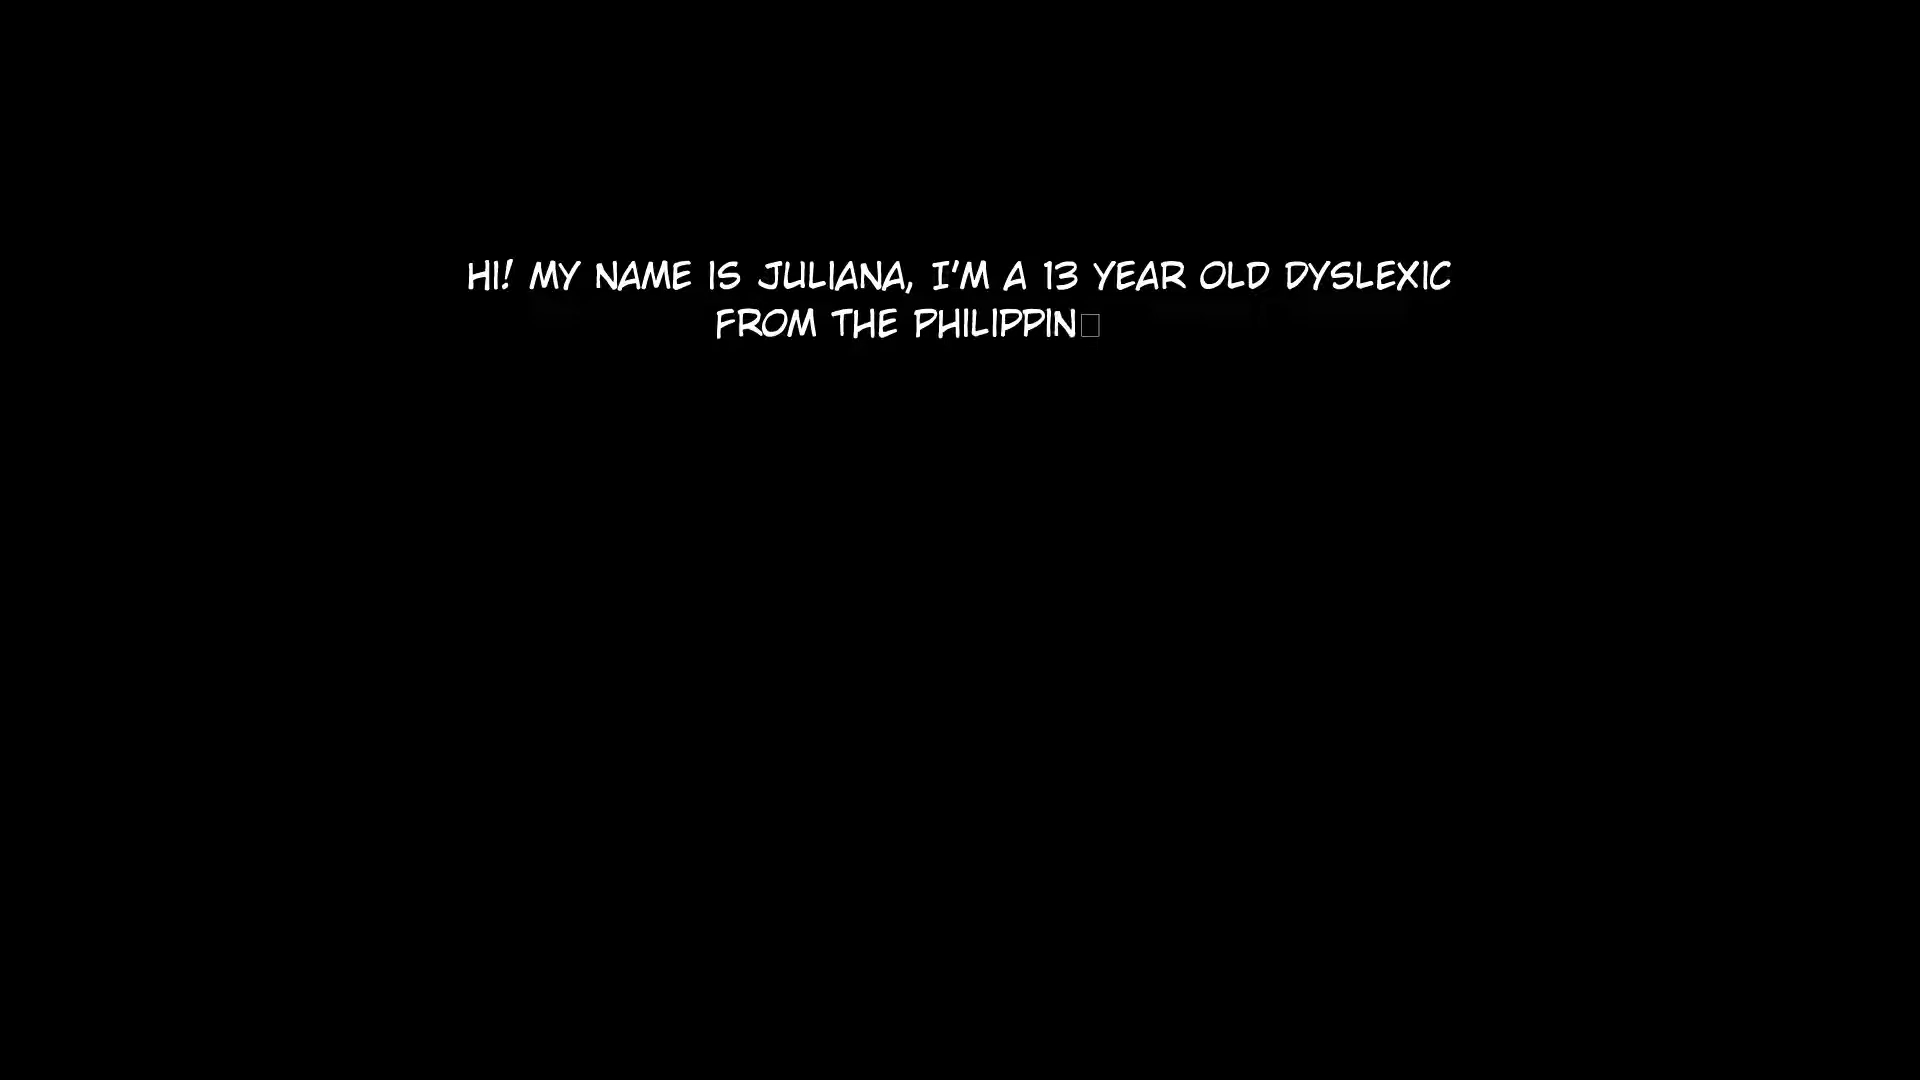 HI! MY NAME IS JULIANA, I'M A 13 YEAR OLD DYSLEXIC
FROM THE PHILIPPIN